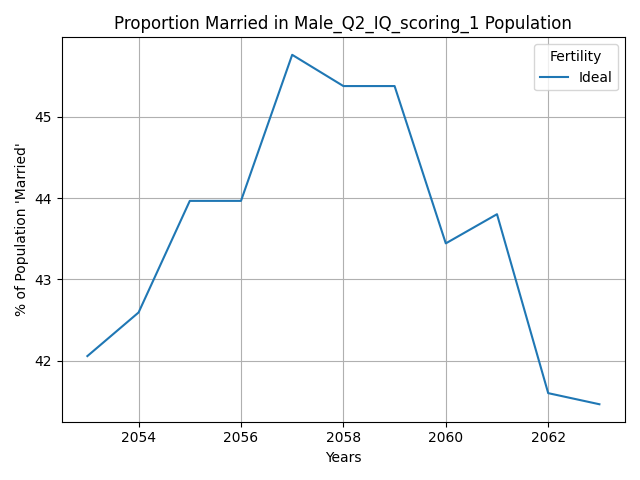 Proportion Married in Male_Q2_IQ_scoring_1 Population
Fertility
Ideal
% of Population 'Married'
45
44
43
42
2054 2056 2058 2060 2062
Years